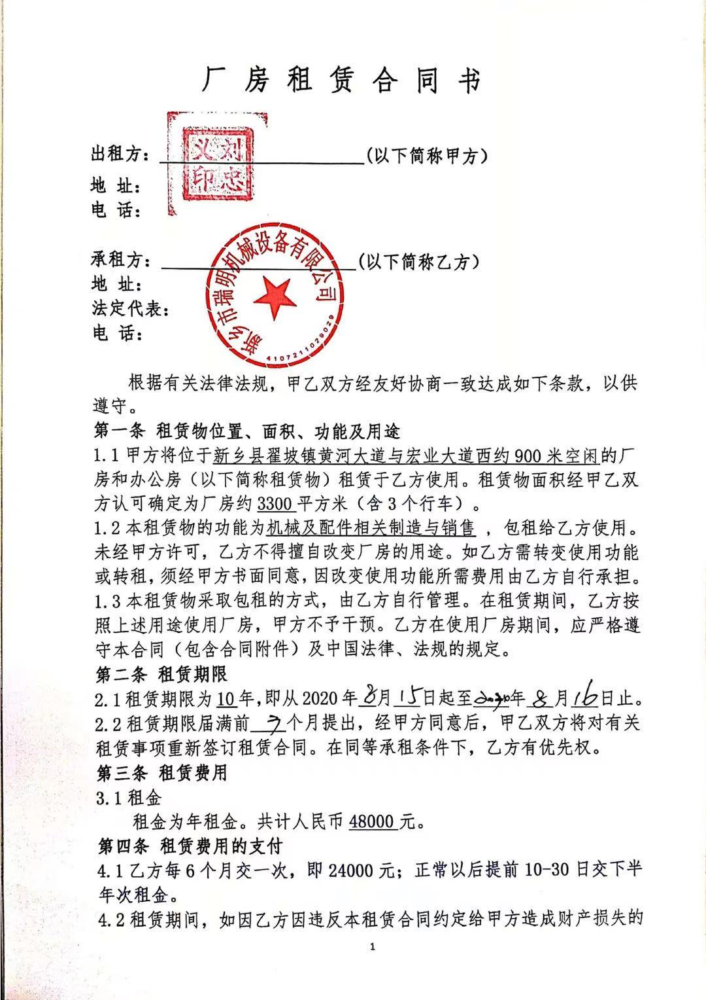 厂房租赁合同书
出租方：(以下简称甲方)
刘忠义印
地 址：
电 话：
承租方：(以下简称乙方)
新乡市瑞明机械设备有限公司
4107211029029
地 址：
法定代表：
电 话：
根据有关法律法规，甲乙双方经友好协商一致达成如下条款，以供
遵守。
第一条 租赁物位置、面积、功能及用途
1.1 甲方将位于新乡县翟坡镇黄河大道与宏业大道西约 900 米空闲的厂
房和办公房（以下简称租赁物）租赁于乙方使用。租赁物面积经甲乙双
方认可确定为厂房约 3300 平方米（含 3 个行车）。
1.2 本租赁物的功能为机械及配件相关制造与销售 ，包租给乙方使用。
未经甲方许可，乙方不得擅自改变厂房的用途。如乙方需转变使用功能
或转租，须经甲方书面同意，因改变使用功能所需费用由乙方自行承担。
1.3 本租赁物采取包租的方式，由乙方自行管理。在租赁期间，乙方按
照上述用途使用厂房，甲方不予干预。乙方在使用厂房期间，应严格遵
守本合同（包含合同附件）及中国法律、法规的规定。
第二条 租赁期限
2.1 租赁期限为 10 年，即从 2020 年 8 月 15 日起至 2030 年 8 月 16 日止。
2.2 租赁期限届满前 个月提出，经甲方同意后，甲乙双方将对有关
租赁事项重新签订租赁合同。在同等承租条件下，乙方有优先权。
第三条 租赁费用
3.1 租金
租金为年租金。共计人民币 48000 元。
第四条 租赁费用的支付
4.1 乙方每 6 个月交一次，即 24000 元；正常以后提前 10-30 日交下半
年次租金。
4.2 租赁期间，如因乙方因违反本租赁合同约定给甲方造成财产损失的
1